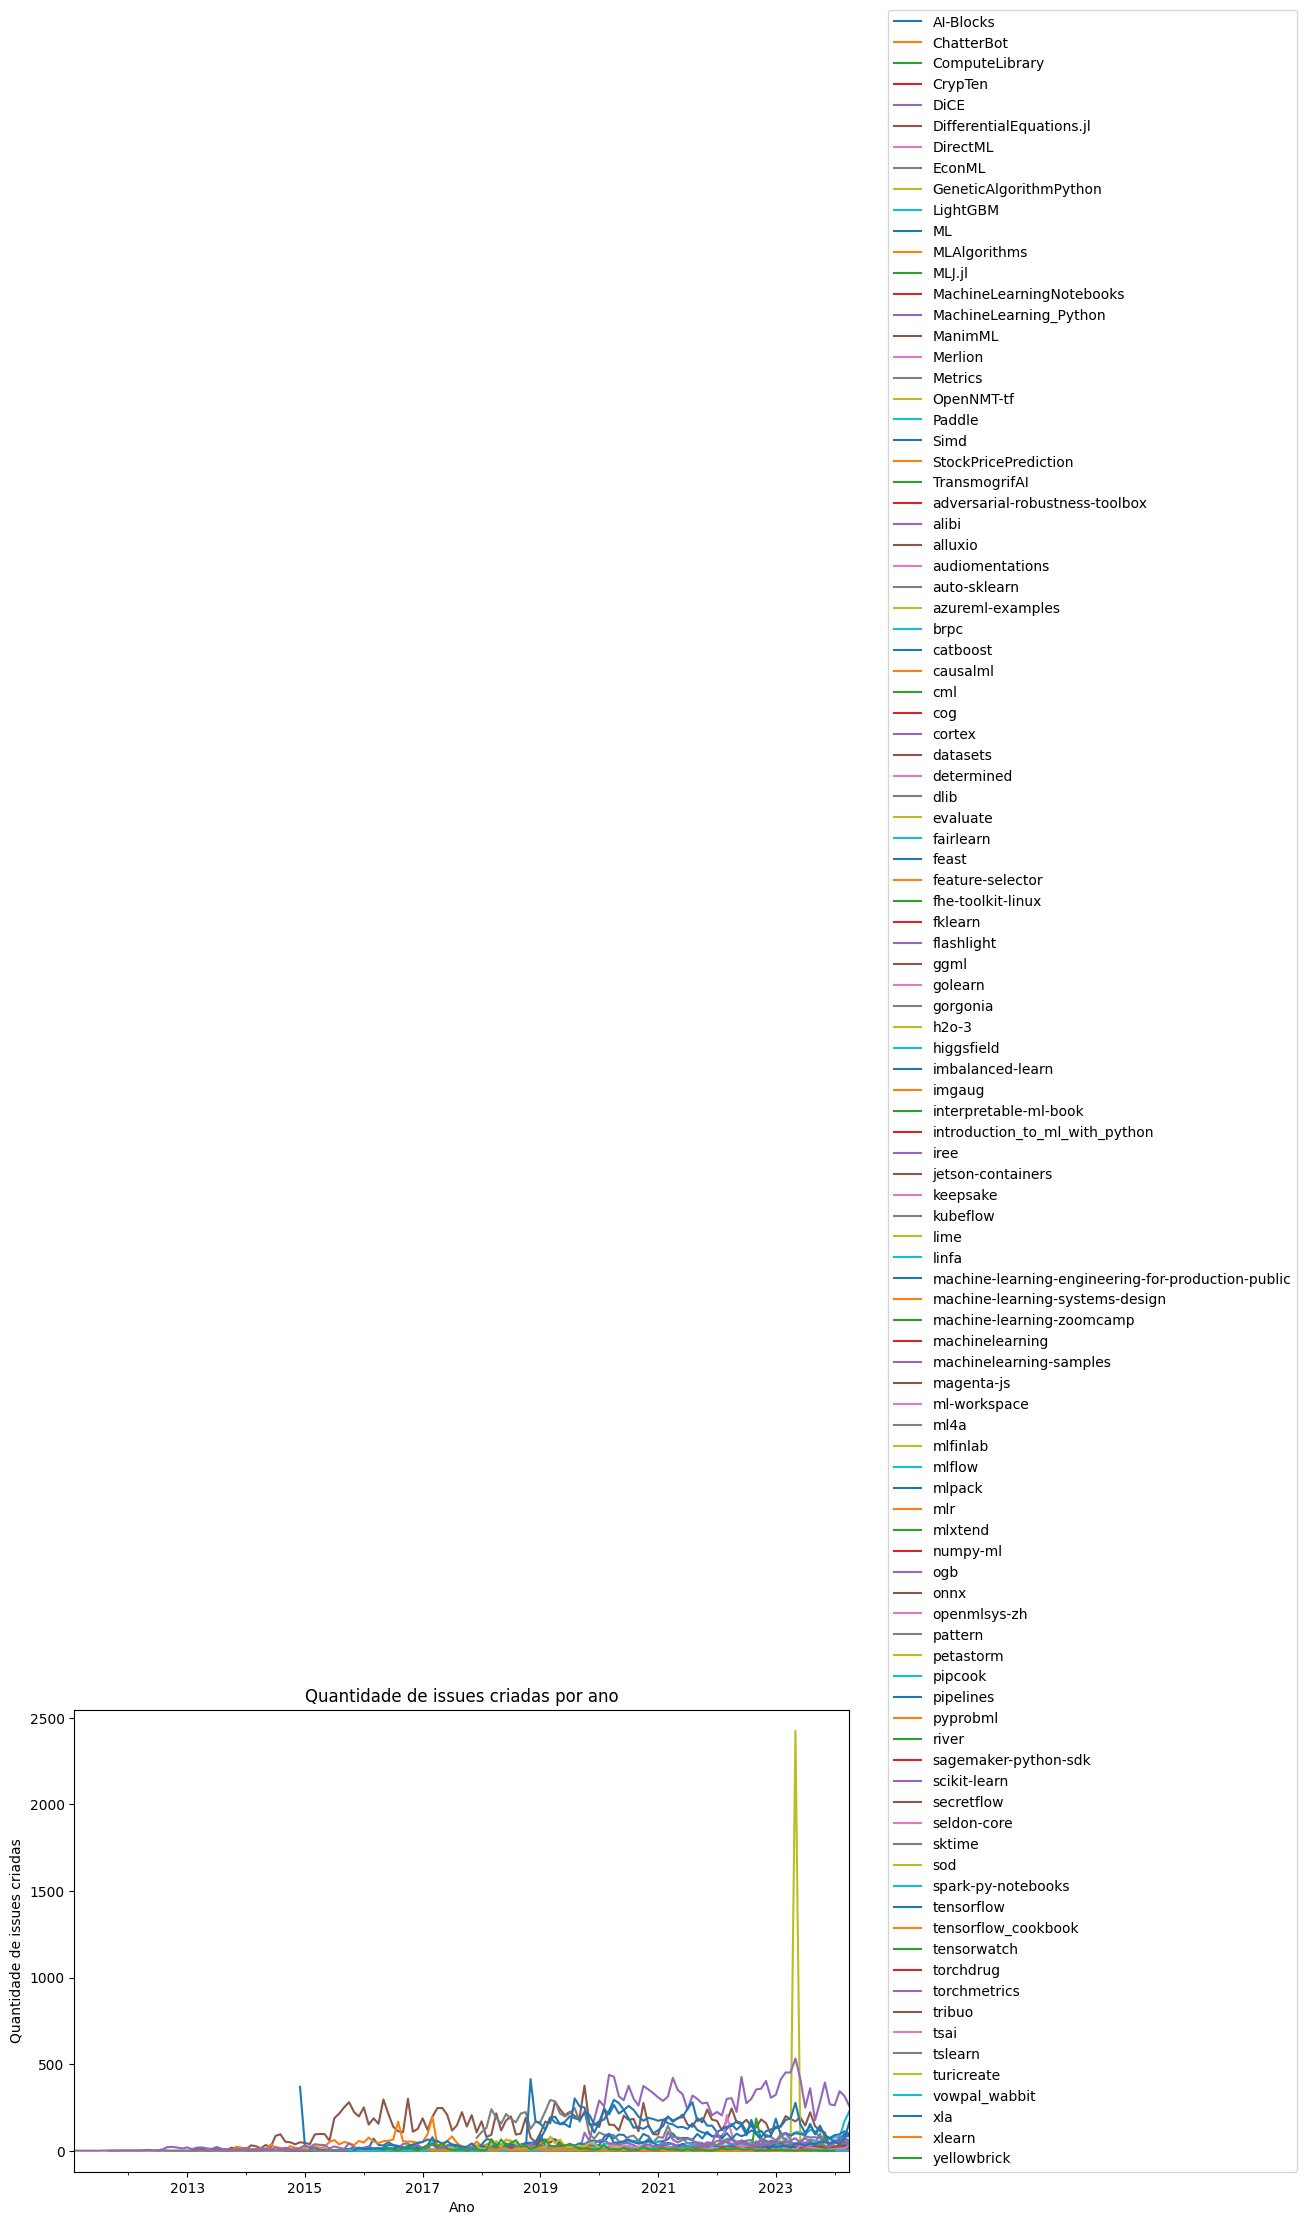 AI-Blocks
ChatterBot
ComputeLibrary
CrypTen
DiCE
DifferentialEquations.jl
DirectML
EconML
GeneticAlgorithmPython
LightGBM
ML
MLAlgorithms
MLJ.jl
MachineLearningNotebooks
MachineLearning_Python
ManimML
Merlion
Metrics
OpenNMT-tf
Paddle
Simd
StockPricePrediction
TransmogrifAI
adversarial-robustness-toolbox
alibi
alluxio
audiomentations
auto-sklearn
azureml-examples
brpc
catboost
causalml
cml
cog
cortex
datasets
determined
dlib
evaluate
fairlearn
feast
feature-selector
fhe-toolkit-linux
fklearn
flashlight
ggml
golearn
gorgonia
h2o-3
higgsfield
imbalanced-learn
imgaug
interpretable-ml-book
introduction_to_ml_with_python
iree
jetson-containers
keepsake
kubeflow
lime
linfa
machine-learning-engineering-for-production-public
machine-learning-systems-design
machine-learning-zoomcamp
machinelearning
machinelearning-samples
magenta-js
ml-workspace
ml4a
mlfinlab
mlflow
mlpack
mlr
mlxtend
numpy-ml
ogb
onnx
openmlsys-zh
pattern
petastorm
pipcook
pipelines
pyprobml
river
sagemaker-python-sdk
scikit-learn
secretflow
seldon-core
sktime
sod
spark-py-notebooks
tensorflow
tensorflow_cookbook
tensorwatch
torchdrug
torchmetrics
tribuo
tsai
tslearn
turicreate
vowpal_wabbit
xla
xlearn
yellowbrick
Quantidade de issues criadas por ano
Quantidade de issues criadas
2500
2000
1500
1000
500
0
2013
2015
2017
2019
2021
2023
Ano